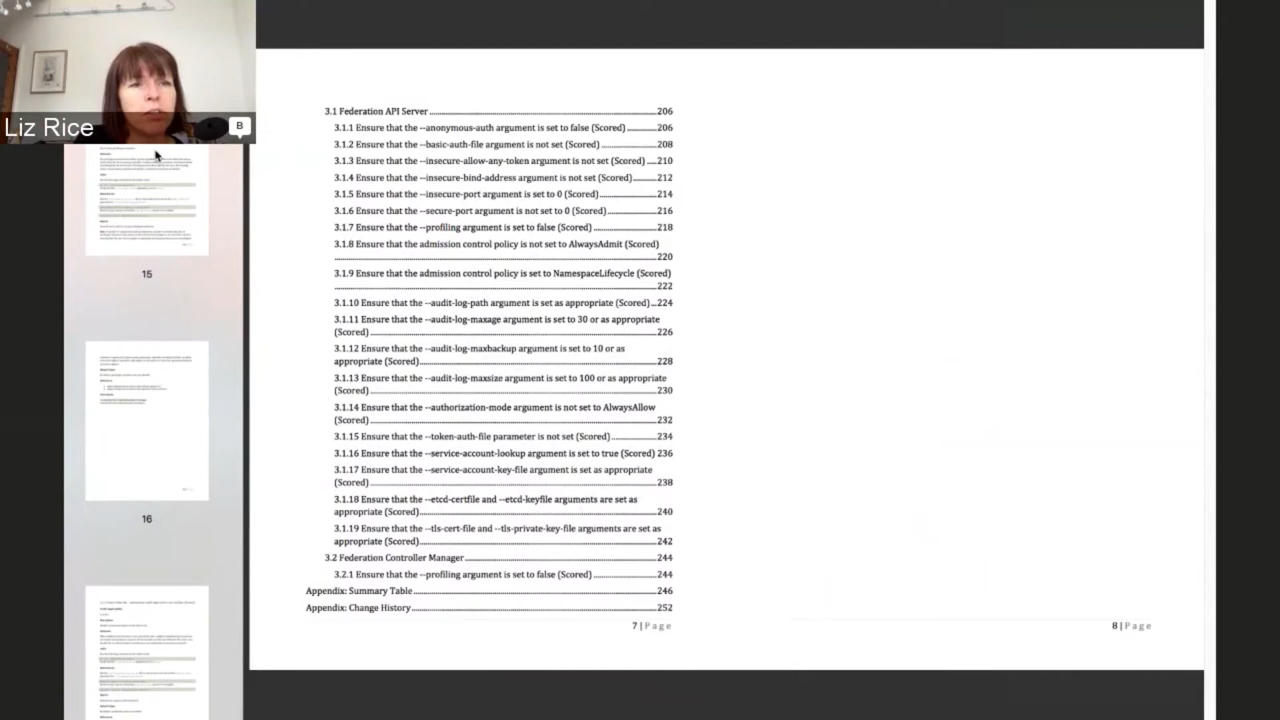 Liz Rice
B
15
16
3.1 Federation API Server 206
3.1.1 Ensure that the --anonymous-auth argument is set to false (Scored) 206
3.1.2 Ensure that the --basic-auth-file argument is not set (Scored) 208
3.1.3 Ensure that the --insecure-allow-any-token argument is not set (Scored) 210
3.1.4 Ensure that the --insecure-bind-address argument is not set (Scored) 212
3.1.5 Ensure that the --insecure-port argument is set to 0 (Scored) 214
3.1.6 Ensure that the --secure-port argument is not set to 0 (Scored) 216
3.1.7 Ensure that the --profiling argument is set to false (Scored) 218
3.1.8 Ensure that the admission control policy is not set to AlwaysAdmit (Scored)
220
3.1.9 Ensure that the admission control policy is set to NamespaceLifecycle (Scored)
222
3.1.10 Ensure that the --audit-log-path argument is set as appropriate (Scored) 224
3.1.11 Ensure that the --audit-log-maxage argument is set to 30 or as appropriate
(Scored) 226
3.1.12 Ensure that the --audit-log-maxbackup argument is set to 10 or as
appropriate (Scored) 228
3.1.13 Ensure that the --audit-log-maxsize argument is set to 100 or as appropriate
(Scored) 230
3.1.14 Ensure that the --authorization-mode argument is not set to AlwaysAllow
(Scored) 232
3.1.15 Ensure that the --token-auth-file parameter is not set (Scored) 234
3.1.16 Ensure that the --service-account-lookup argument is set to true (Scored) 236
3.1.17 Ensure that the --service-account-key-file argument is set as appropriate
(Scored) 238
3.1.18 Ensure that the --etcd-certfile and --etcd-keyfile arguments are set as
appropriate (Scored) 240
3.1.19 Ensure that the --tls-cert-file and --tls-private-key-file arguments are set as
appropriate (Scored) 242
3.2 Federation Controller Manager 244
3.2.1 Ensure that the --profiling argument is set to false (Scored) 244
Appendix: Summary Table 246
Appendix: Change History 252
7 | Page
8 | Page